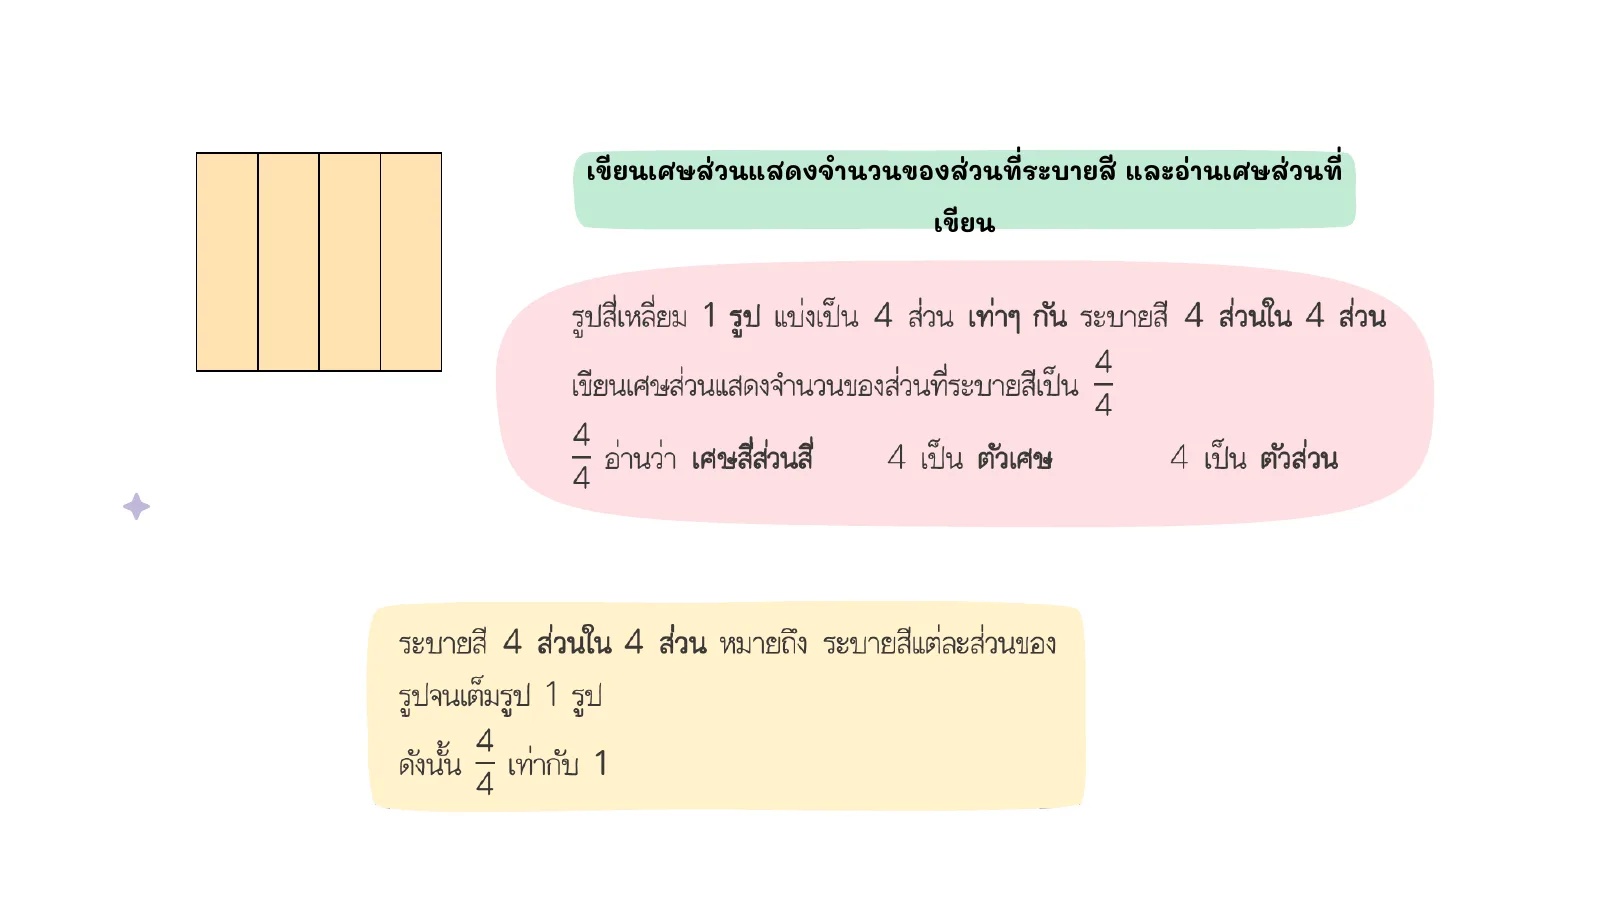 เขียนเศษส่วนแสดงจำนวนของส่วนที่ระบายสี และอ่านเศษส่วนที่
เขียน
รูปสี่เหลี่ยม 1 รูป แบ่งเป็น 4 ส่วน เท่าๆ กัน ระบายสี 4 ส่วนใน 4 ส่วน
เขียนเศษส่วนแสดงจำนวนของส่วนที่ระบายสีเป็น 4/4
4/4 อ่านว่า เศษสี่ส่วนสี่ 4 เป็น ตัวเศษ 4 เป็น ตัวส่วน
ระบายสี 4 ส่วนใน 4 ส่วน หมายถึง ระบายสีแต่ละส่วนของ
รูปจนเต็มรูป 1 รูป
ดังนั้น 4/4 เท่ากับ 1